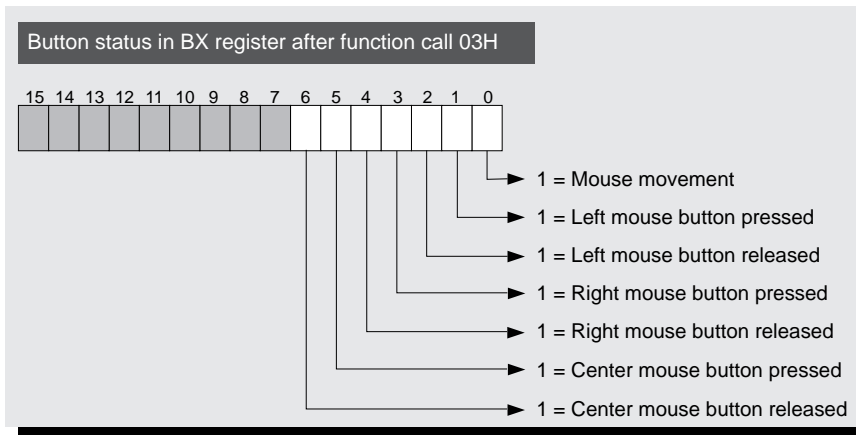 Button status in BX register after function call 03H
15 14 13 12 11 10 9 8 7 6 5 4 3 2 1 0
1 = Mouse movement
1 = Left mouse button pressed
1 = Left mouse button released
1 = Right mouse button pressed
1 = Right mouse button released
1 = Center mouse button pressed
1 = Center mouse button released